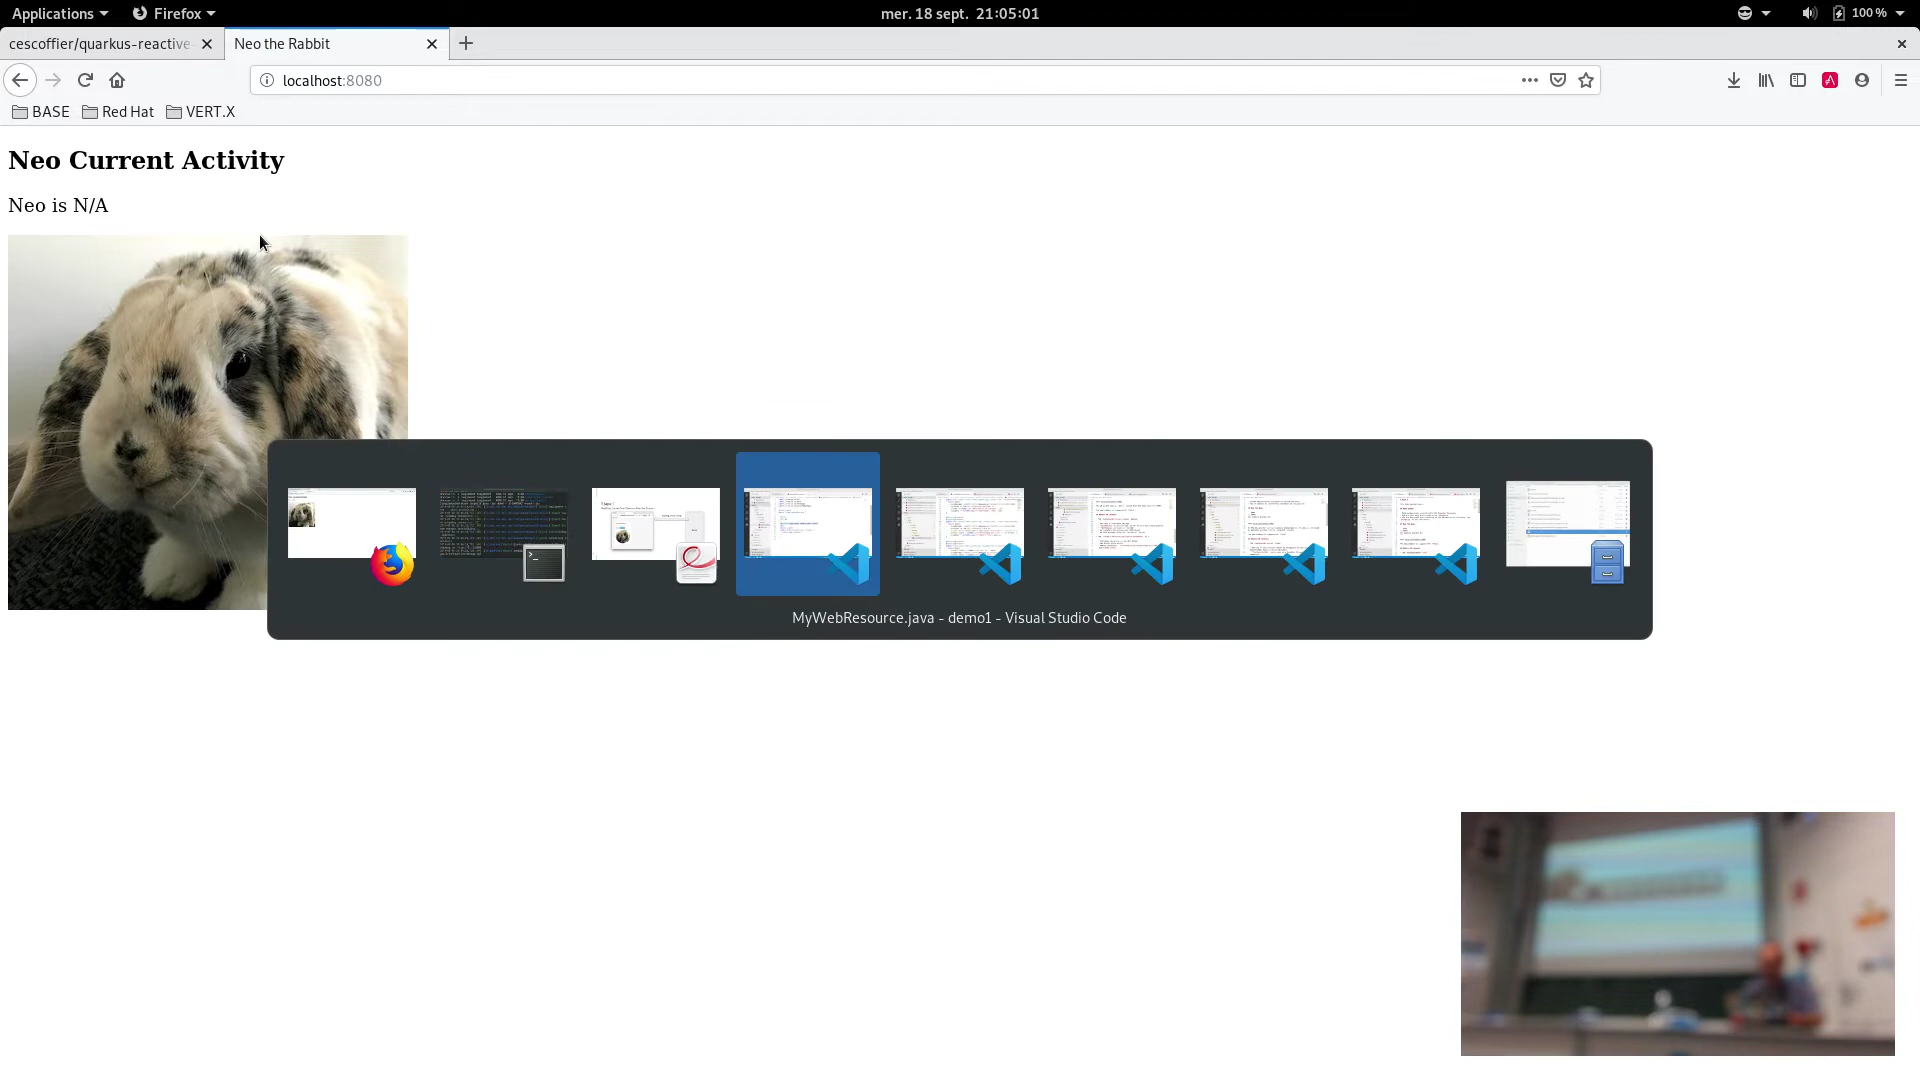 Applications
Firefox
mer. 18 sept. 21:05:01
100 %
cescoffier/quarkus-reactive-
Neo the Rabbit
localhost:8080
BASE
Red Hat
VERT.X
Neo Current Activity
Neo is N/A
MyWebResource.java - demo1 - Visual Studio Code